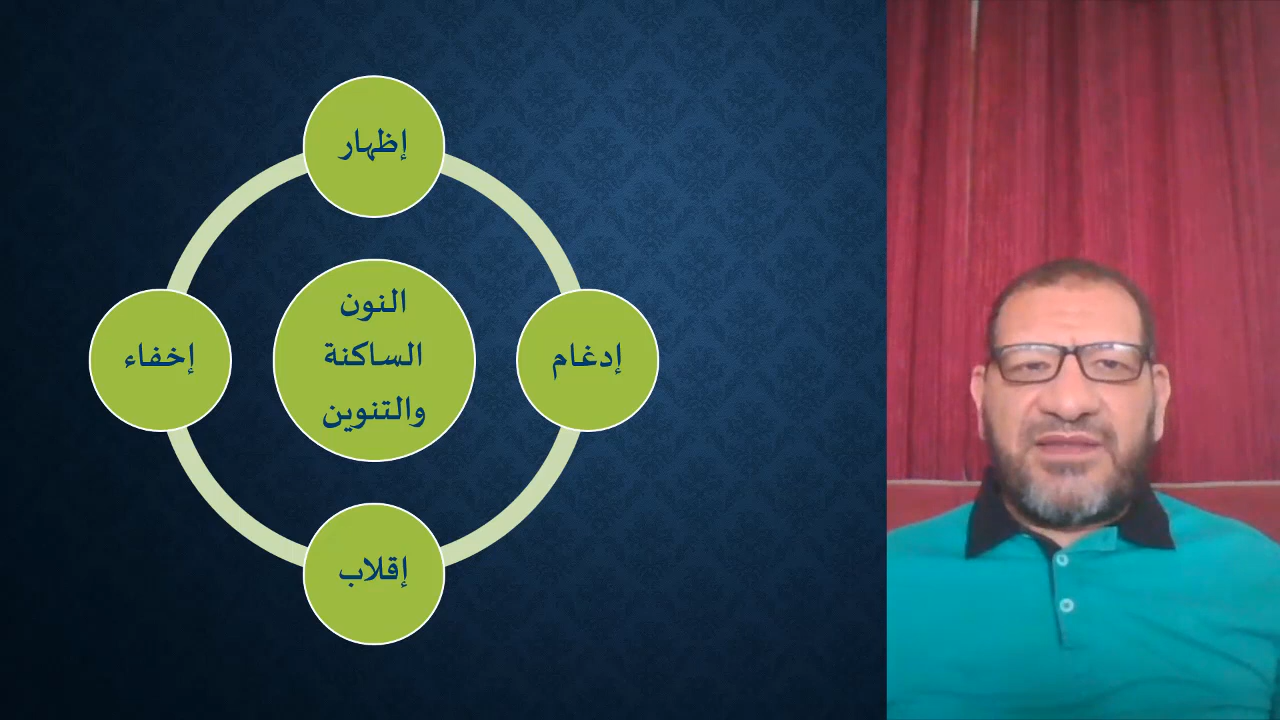 إظهار
النون
الساكنة
والتنوين
إدغام
إخفاء
إقلاب